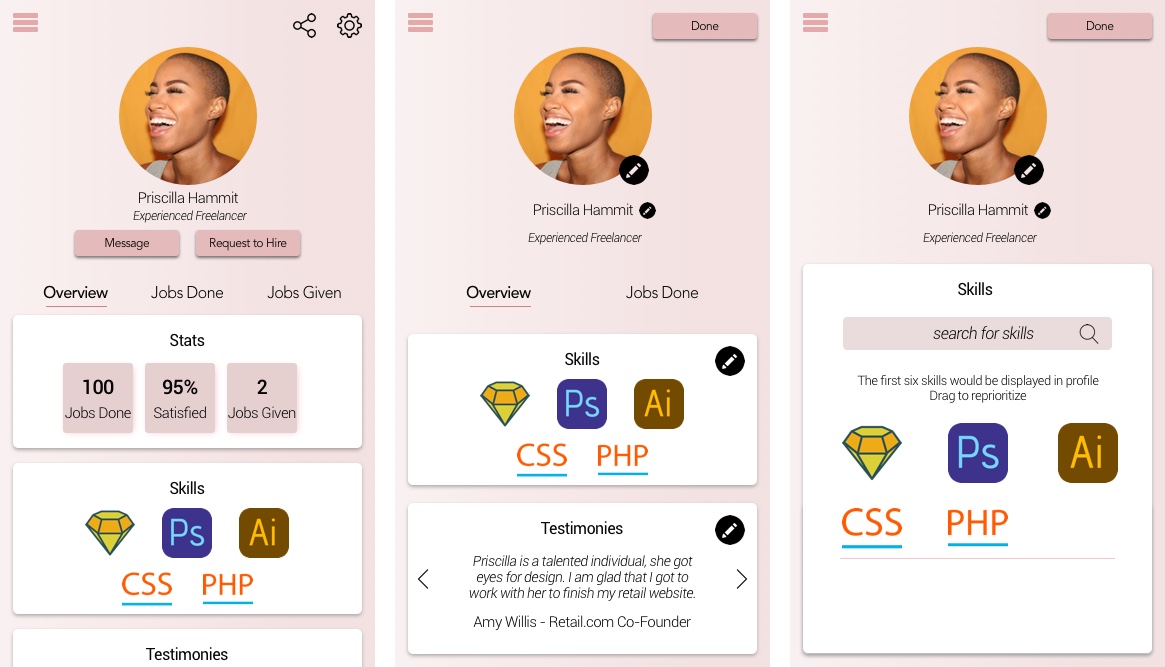 Priscilla Hammit
Experienced Freelancer
Message
Request to Hire
Overview
Jobs Done
Jobs Given
Stats
100
Jobs Done
95%
Satisfied
2
Jobs Given
Skills
Ps
Ai
CSS
PHP
Testimonies
Done
Priscilla Hammit
Experienced Freelancer
Overview
Jobs Done
Skills
Ps
Ai
CSS
PHP
Testimonies
Priscilla is a talented individual, she got
eyes for design. I am glad that I got to
work with her to finish my retail website.
Amy Willis - Retail.com Co-Founder
Done
Priscilla Hammit
Experienced Freelancer
Skills
search for skills
The first six skills would be displayed in profile
Drag to reprioritize
Ps
Ai
CSS
PHP